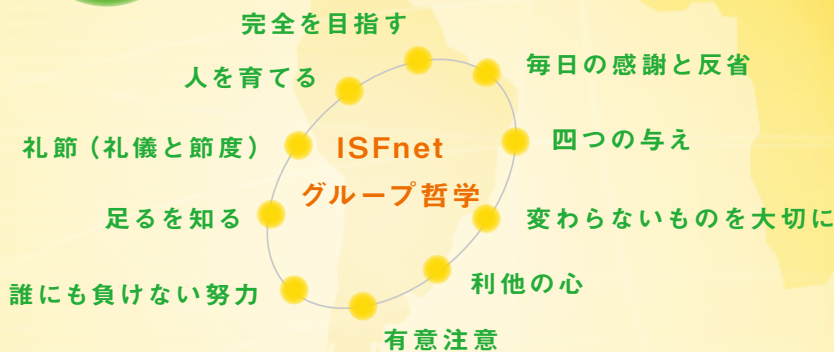 完全を目指す
毎日の感謝と反省
人を育てる
四つの与え
礼節(礼儀と節度)
ISFnet
グループ哲学
足るを知る
変わらないものを大切に
利他の心
誰にも負けない努力
有意注意